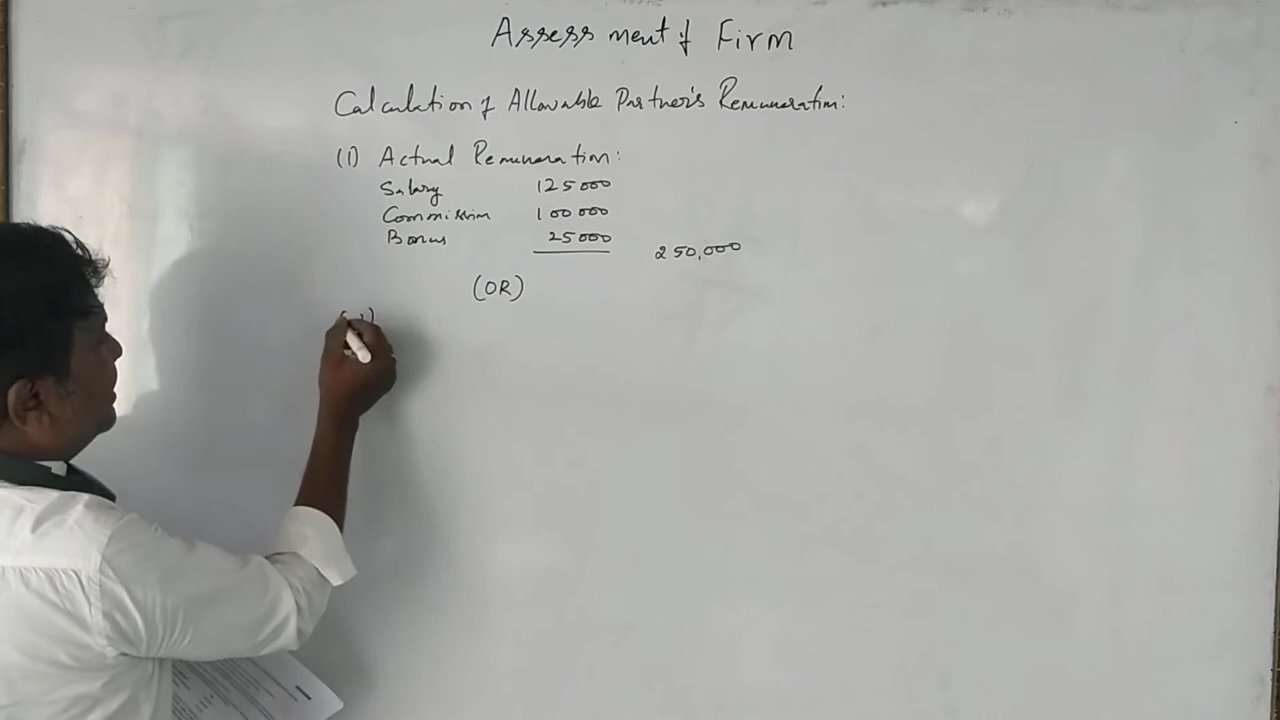 Assessment of Firm
Calculation of Allowable Partner's Remuneration:
(1) Actual Remuneration:
Salary 125000
Commission 100000
Bonus 25000 250,000
(OR)